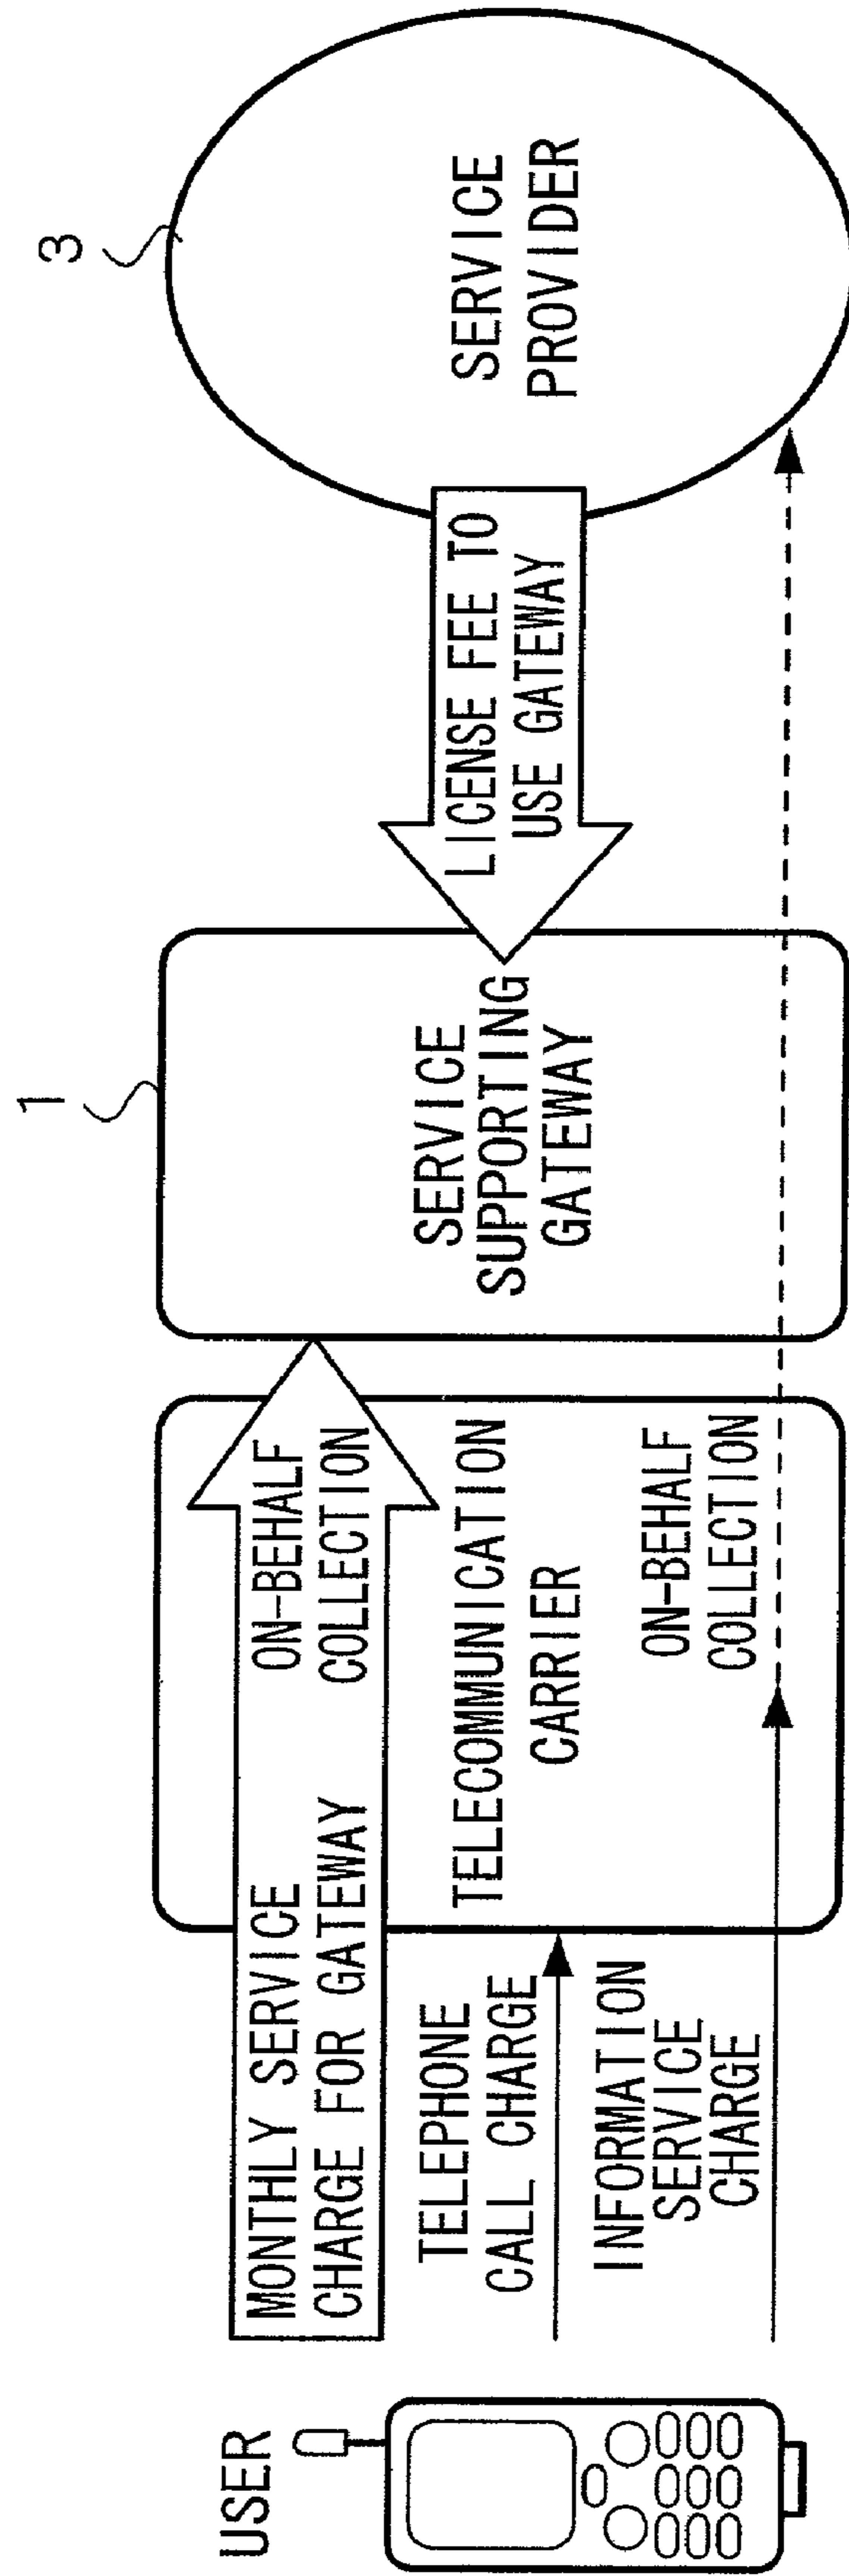 USER
MONTHLY SERVICE
CHARGE FOR GATEWAY
ON-BEHALF
COLLECTION
TELEPHONE
CALL CHARGE
INFORMATION
SERVICE
CHARGE
TELECOMMUNICATION
CARRIER
ON-BEHALF
COLLECTION
1
SERVICE
SUPPORTING
GATEWAY
LICENSE FEE TO
USE GATEWAY
3
SERVICE
PROVIDER